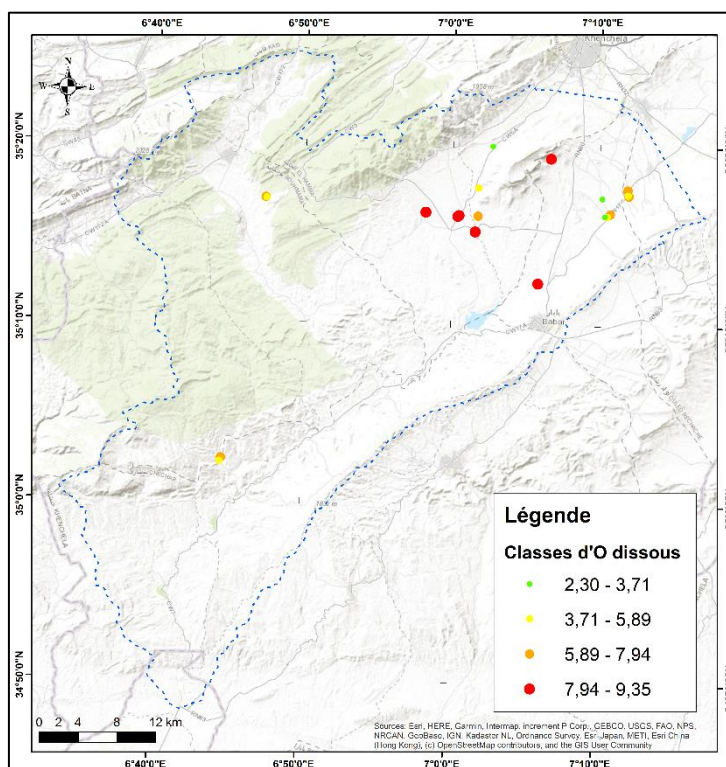 6°40'0"E 6°50'0"E 7°0'0"E 7°10'0"E
N
W E
S
Khenchela
35°20'0"N
BATNA
35°10'0"N
Babar
35°0'0"N
KHENCHELA
34°50'0"N
Légende
Classes d'O dissous
2,30 - 3,71
3,71 - 5,89
5,89 - 7,94
7,94 - 9,35
0 2 4 8 12 km
Sources: Esri, HERE, Garmin, Intermap, increment P Corp., GEBCO, USGS, FAO, NPS,
NRCAN, GeoBase, IGN, Kadaster NL, Ordnance Survey, Esri Japan, METI, Esri China
(Hong Kong), (c) OpenStreetMap contributors, and the GIS User Community
6°40'0"E 6°50'0"E 7°0'0"E 7°10'0"E